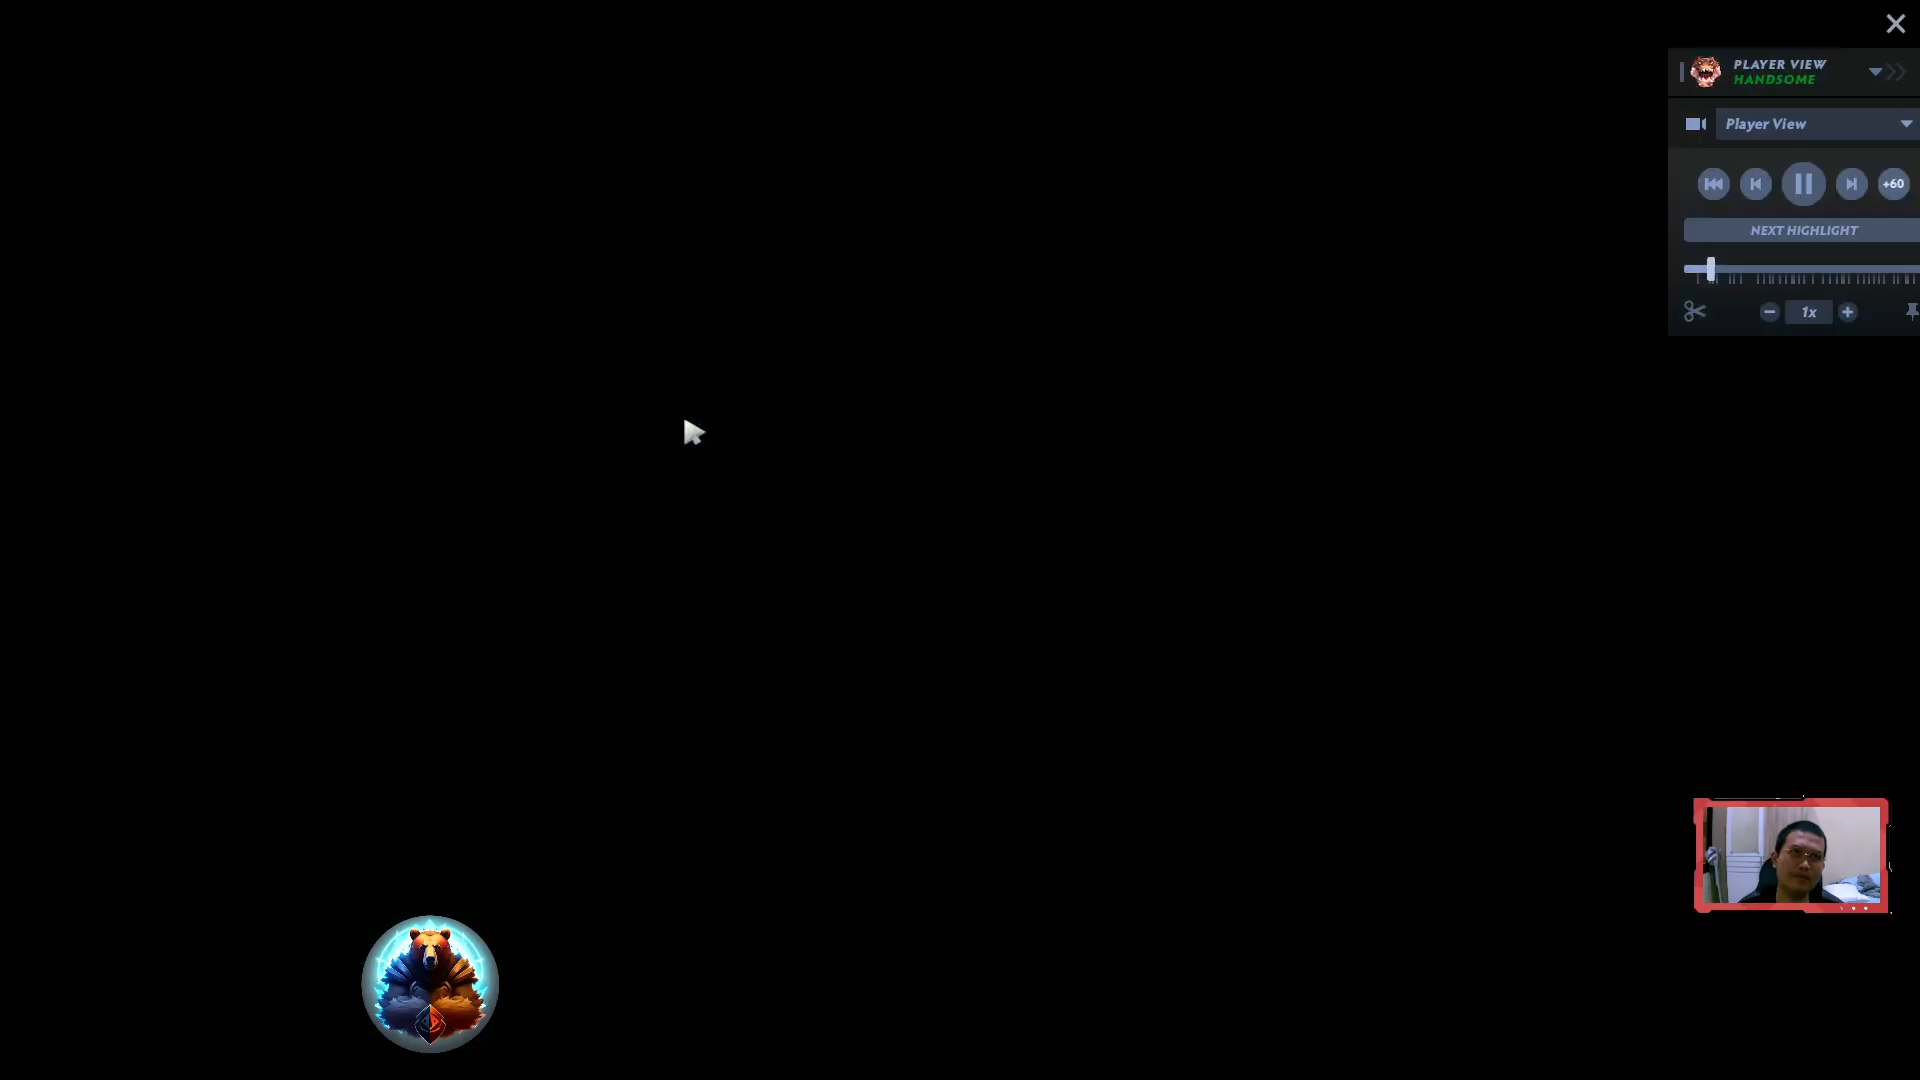 PLAYER VIEW
HANDSOME
Player View
+60
NEXT HIGHLIGHT
1x